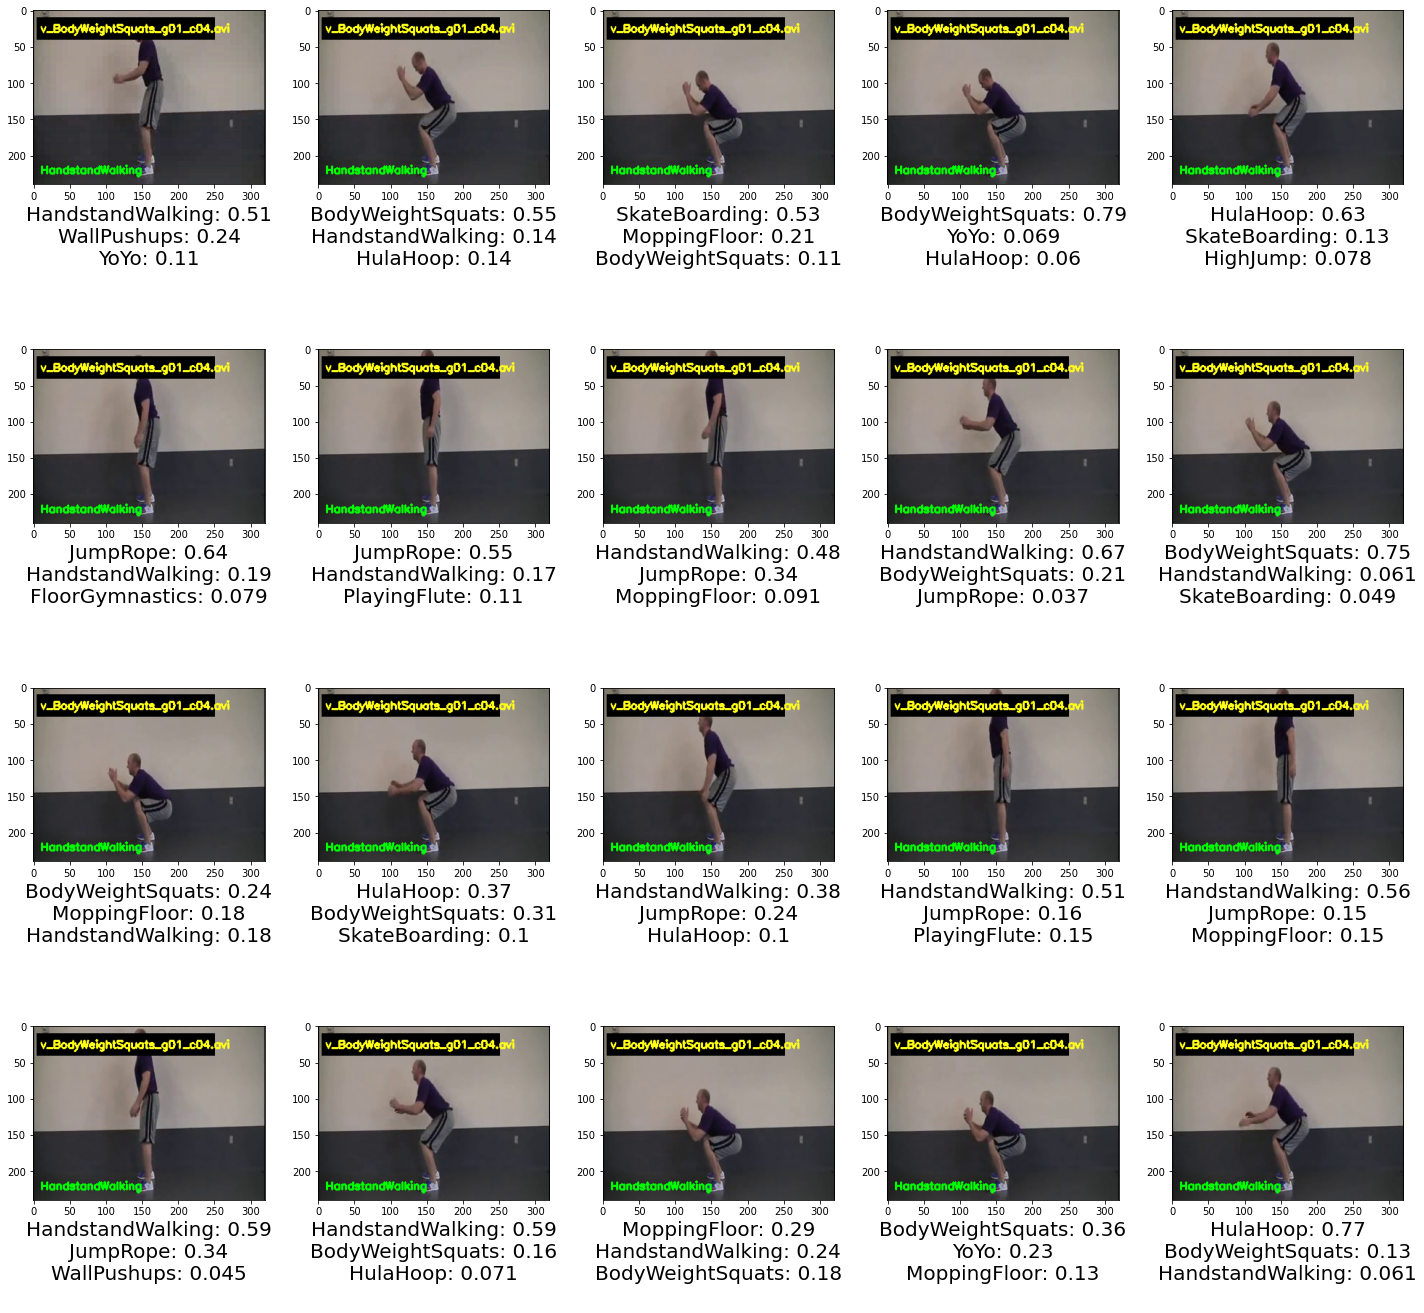 0
50
100
150
200
v_BodyWeightSquats_g01_c04.avi
HandstandWalking
0 50 100 150 200 250 300
HandstandWalking: 0.51
WallPushups: 0.24
YoYo: 0.11
0
50
100
150
200
v_BodyWeightSquats_g01_c04.avi
HandstandWalking
0 50 100 150 200 250 300
BodyWeightSquats: 0.55
HandstandWalking: 0.14
HulaHoop: 0.14
0
50
100
150
200
v_BodyWeightSquats_g01_c04.avi
HandstandWalking
0 50 100 150 200 250 300
SkateBoarding: 0.53
MoppingFloor: 0.21
BodyWeightSquats: 0.11
0
50
100
150
200
v_BodyWeightSquats_g01_c04.avi
HandstandWalking
0 50 100 150 200 250 300
BodyWeightSquats: 0.79
YoYo: 0.069
HulaHoop: 0.06
0
50
100
150
200
v_BodyWeightSquats_g01_c04.avi
HandstandWalking
0 50 100 150 200 250 300
HulaHoop: 0.63
SkateBoarding: 0.13
HighJump: 0.078
0
50
100
150
200
v_BodyWeightSquats_g01_c04.avi
HandstandWalking
0 50 100 150 200 250 300
JumpRope: 0.64
HandstandWalking: 0.19
FloorGymnastics: 0.079
0
50
100
150
200
v_BodyWeightSquats_g01_c04.avi
HandstandWalking
0 50 100 150 200 250 300
JumpRope: 0.55
HandstandWalking: 0.17
PlayingFlute: 0.11
0
50
100
150
200
v_BodyWeightSquats_g01_c04.avi
HandstandWalking
0 50 100 150 200 250 300
HandstandWalking: 0.48
JumpRope: 0.34
MoppingFloor: 0.091
0
50
100
150
200
v_BodyWeightSquats_g01_c04.avi
HandstandWalking
0 50 100 150 200 250 300
HandstandWalking: 0.67
BodyWeightSquats: 0.21
JumpRope: 0.037
0
50
100
150
200
v_BodyWeightSquats_g01_c04.avi
HandstandWalking
0 50 100 150 200 250 300
BodyWeightSquats: 0.75
HandstandWalking: 0.061
SkateBoarding: 0.049
0
50
100
150
200
v_BodyWeightSquats_g01_c04.avi
HandstandWalking
0 50 100 150 200 250 300
BodyWeightSquats: 0.24
MoppingFloor: 0.18
HandstandWalking: 0.18
0
50
100
150
200
v_BodyWeightSquats_g01_c04.avi
HandstandWalking
0 50 100 150 200 250 300
HulaHoop: 0.37
BodyWeightSquats: 0.31
SkateBoarding: 0.1
0
50
100
150
200
v_BodyWeightSquats_g01_c04.avi
HandstandWalking
0 50 100 150 200 250 300
HandstandWalking: 0.38
JumpRope: 0.24
HulaHoop: 0.1
0
50
100
150
200
v_BodyWeightSquats_g01_c04.avi
HandstandWalking
0 50 100 150 200 250 300
HandstandWalking: 0.51
JumpRope: 0.16
PlayingFlute: 0.15
0
50
100
150
200
v_BodyWeightSquats_g01_c04.avi
HandstandWalking
0 50 100 150 200 250 300
HandstandWalking: 0.56
JumpRope: 0.15
MoppingFloor: 0.15
0
50
100
150
200
v_BodyWeightSquats_g01_c04.avi
HandstandWalking
0 50 100 150 200 250 300
HandstandWalking: 0.59
JumpRope: 0.34
WallPushups: 0.045
0
50
100
150
200
v_BodyWeightSquats_g01_c04.avi
HandstandWalking
0 50 100 150 200 250 300
HandstandWalking: 0.59
BodyWeightSquats: 0.16
HulaHoop: 0.071
0
50
100
150
200
v_BodyWeightSquats_g01_c04.avi
HandstandWalking
0 50 100 150 200 250 300
MoppingFloor: 0.29
HandstandWalking: 0.24
BodyWeightSquats: 0.18
0
50
100
150
200
v_BodyWeightSquats_g01_c04.avi
HandstandWalking
0 50 100 150 200 250 300
BodyWeightSquats: 0.36
YoYo: 0.23
MoppingFloor: 0.13
0
50
100
150
200
v_BodyWeightSquats_g01_c04.avi
HandstandWalking
0 50 100 150 200 250 300
HulaHoop: 0.77
BodyWeightSquats: 0.13
HandstandWalking: 0.061